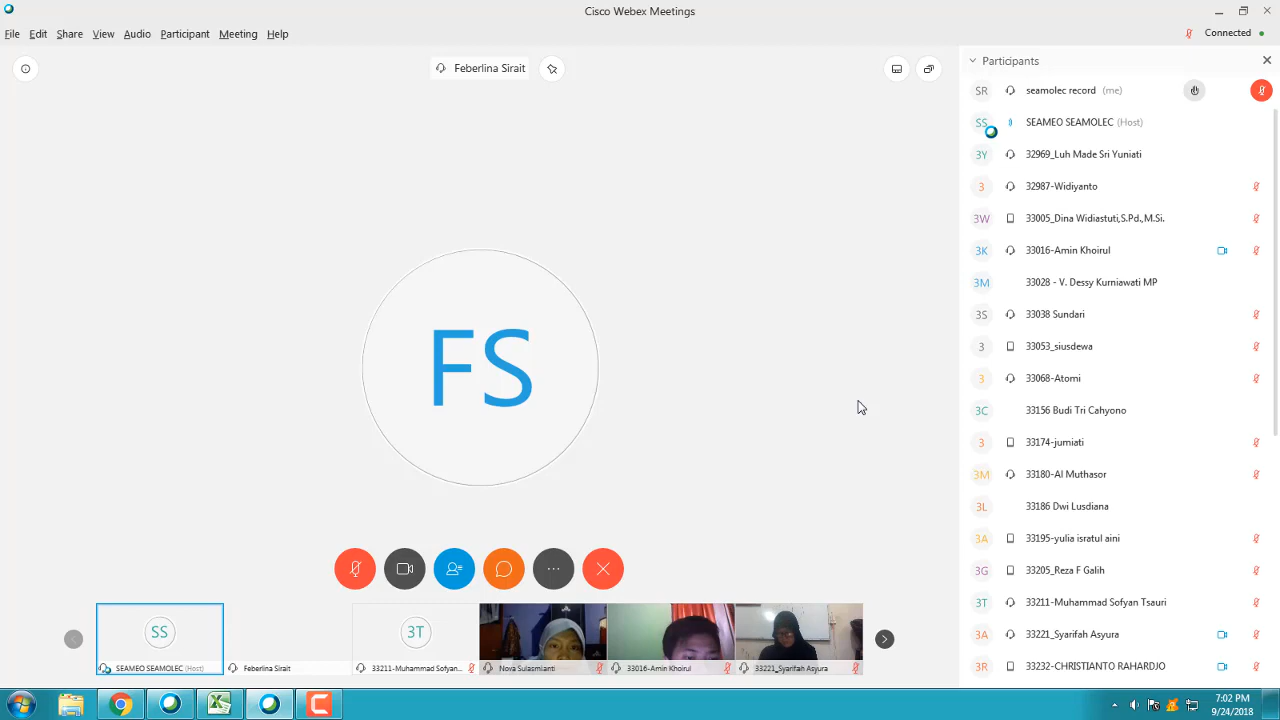 Cisco Webex Meetings
File Edit Share View Audio Participant Meeting Help
Connected
Feberlina Sirait
FS
SS
SEAMEO SEAMOLEC (Host)
Feberlina Sirait
3T
33211-Muhammad Sofyan...
Nova Sulasmianti
33016-Amin Khoirul
33221_Syarifah Asyura
Participants
SR seamolec record (me)
SS SEAMEO SEAMOLEC (Host)
3Y 32969_Luh Made Sri Yuniati
3 32987-Widiyanto
3W 33005_Dina Widiastuti,S.Pd.,M.Si.
3K 33016-Amin Khoirul
3M 33028 - V. Dessy Kurniawati MP
3S 33038 Sundari
3 33053_siusdewa
3 33068-Atomi
3C 33156 Budi Tri Cahyono
3 33174-jumiati
3M 33180-Al Muthasor
3L 33186 Dwi Lusdiana
3A 33195-yulia isratul aini
3G 33205_Reza F Galih
3T 33211-Muhammad Sofyan Tsauri
3A 33221_Syarifah Asyura
3R 33232-CHRISTIANTO RAHARDJO
7:02 PM
9/24/2018